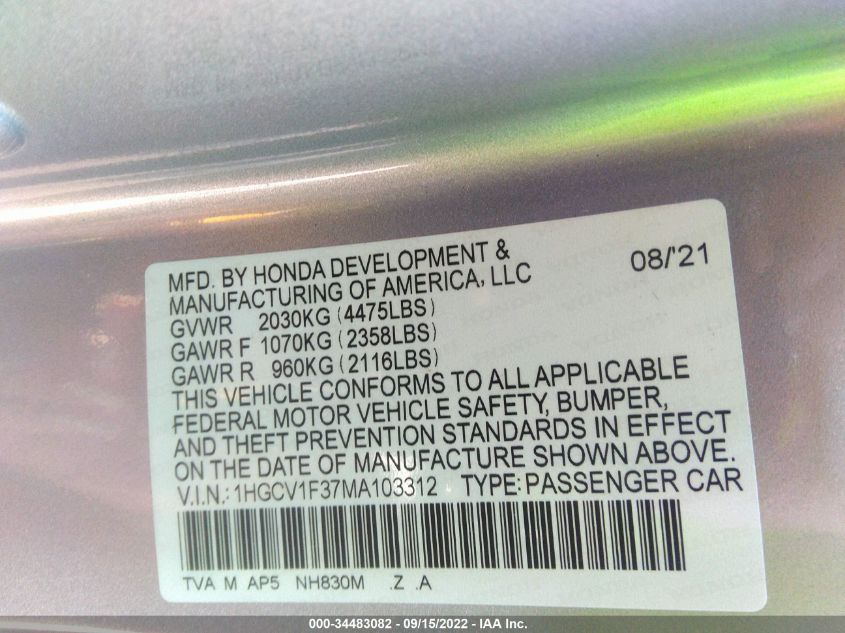 MFD. BY HONDA DEVELOPMENT & 08/'21
MANUFACTURING OF AMERICA, LLC
GVWR 2030KG (4475LBS)
GAWR F 1070KG (2358LBS)
GAWR R 960KG (2116LBS)
THIS VEHICLE CONFORMS TO ALL APPLICABLE
FEDERAL MOTOR VEHICLE SAFETY, BUMPER,
AND THEFT PREVENTION STANDARDS IN EFFECT
ON THE DATE OF MANUFACTURE SHOWN ABOVE.
V.I.N.: 1HGCV1F37MA103312 TYPE: PASSENGER CAR
TVA M AP5 NH830M .Z .A
000-34483082 - 09/15/2022 - IAA Inc.